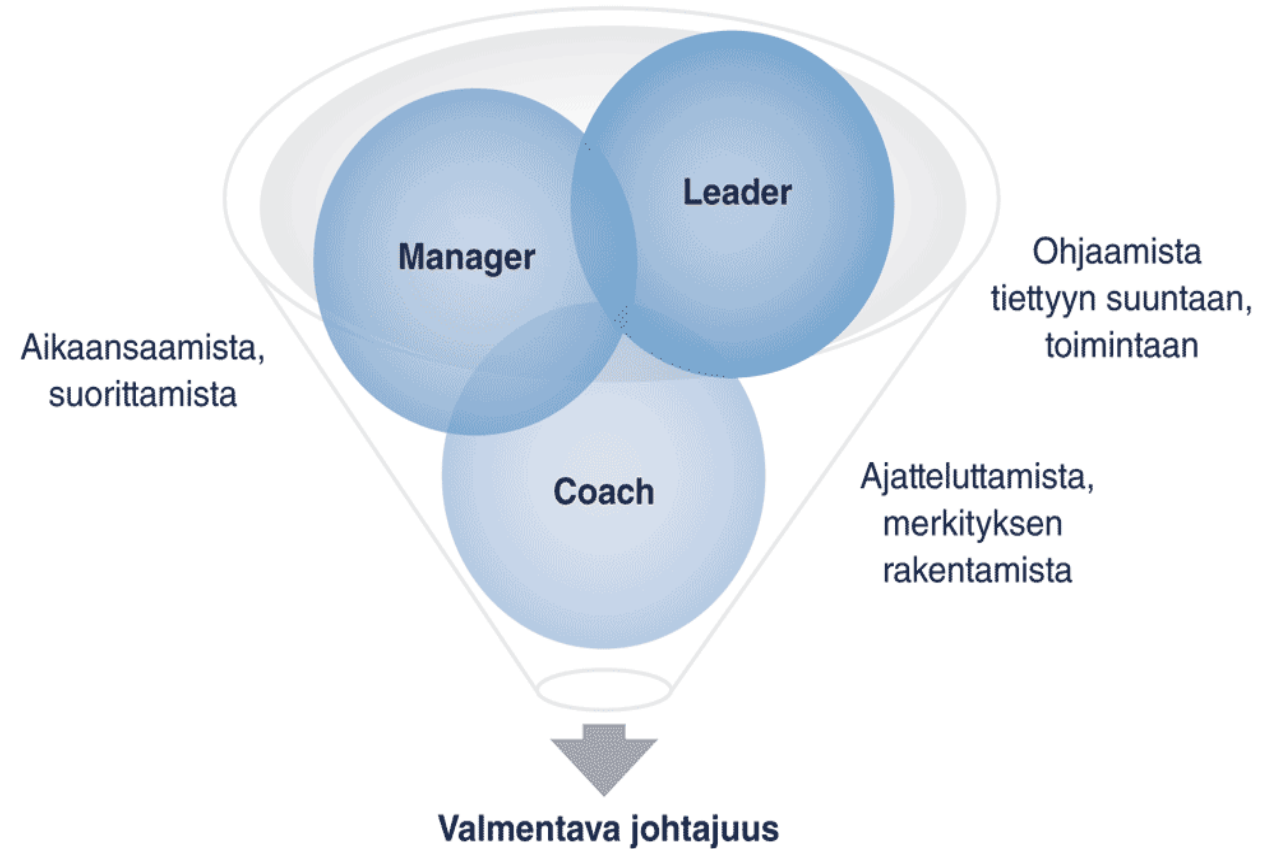 Leader
Manager
Ohjaamista
tiettyyn suuntaan,
toimintaan
Aikaansaamista,
suorittamista
Coach
Ajatteluttamista,
merkityksen
rakentamista
Valmentava johtajuus